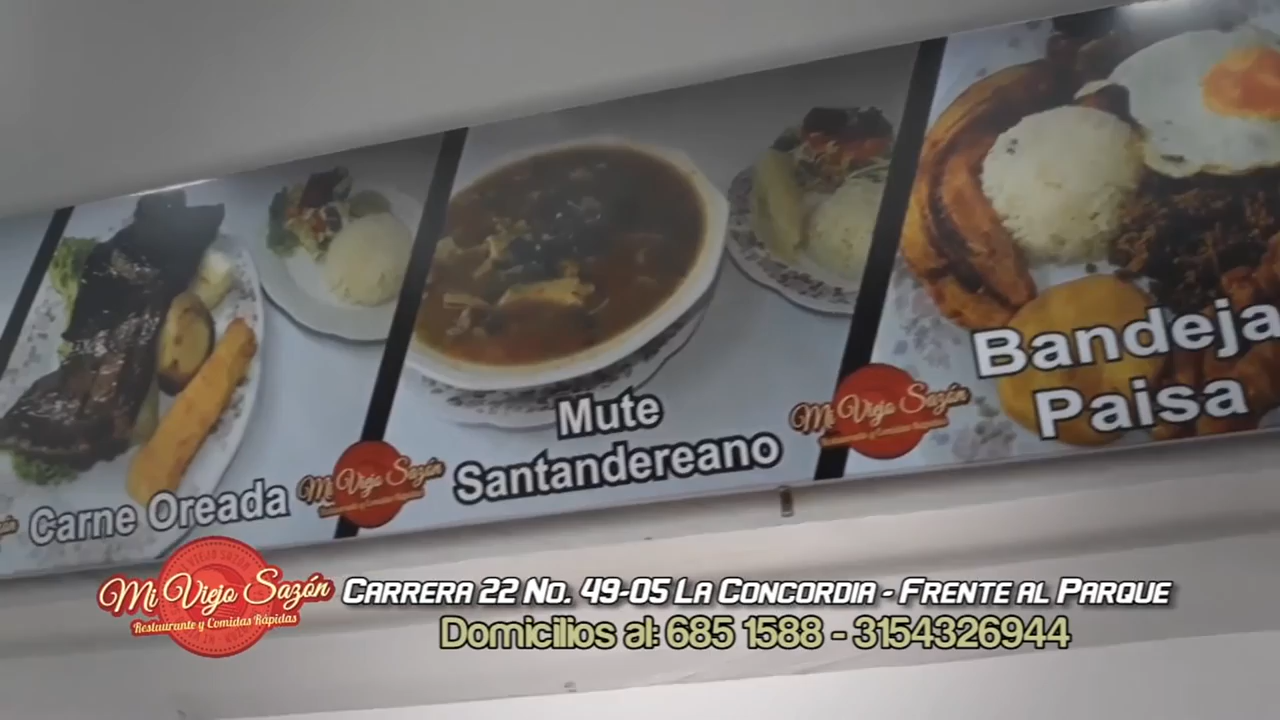 Bandeja
Paisa
Mute
Santandereano
Mi Viejo Sazón
Mi Viejo Sazón
Carne Oreada
Mi Viejo Sazón
Restaurante y Comidas Rápidas
CARRERA 22 NO. 49-05 LA CONCORDIA - FRENTE AL PARQUE
Domicilios al: 685 1588 - 3154326944